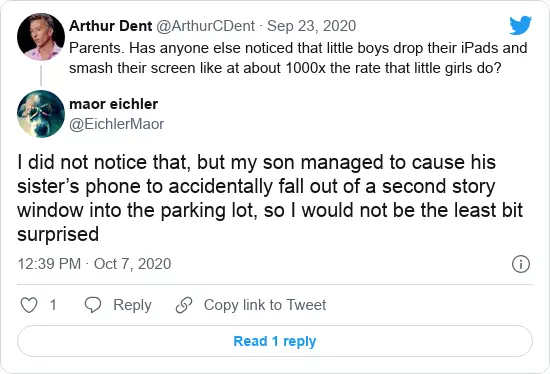 Arthur Dent @ArthurCDent · Sep 23, 2020
Parents. Has anyone else noticed that little boys drop their iPads and
smash their screen like at about 1000x the rate that little girls do?
maor eichler
@EichlerMaor
I did not notice that, but my son managed to cause his
sister’s phone to accidentally fall out of a second story
window into the parking lot, so I would not be the least bit
surprised
12:39 PM · Oct 7, 2020
1 Reply Copy link to Tweet
Read 1 reply